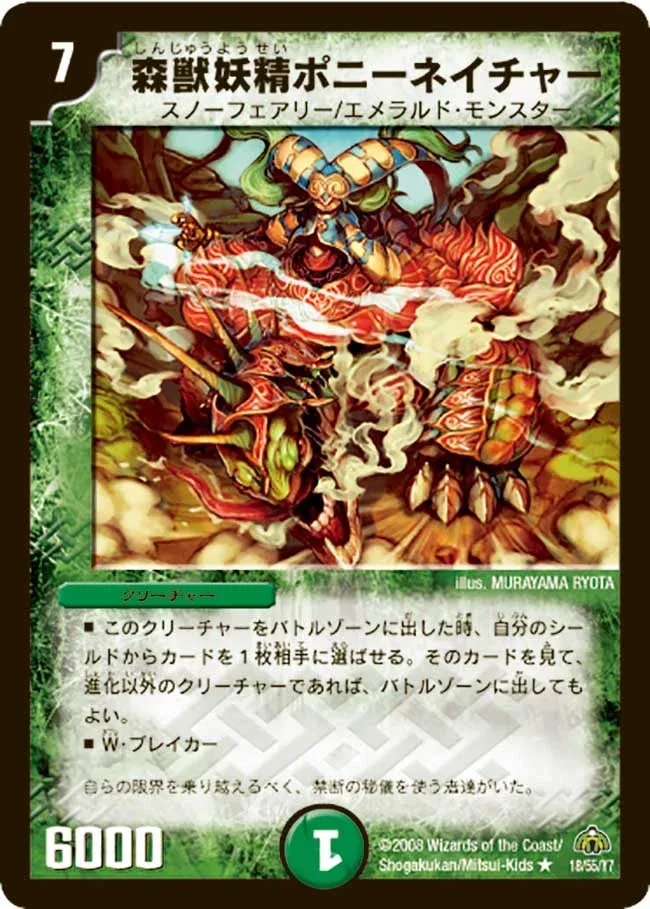 7
しんじゅうようせい
森獣妖精ポニーネイチャー
スノーフェアリー/エメラルド·モンスター
illus. MURAYAMA RYOTA
クリーチャー
■ このクリーチャーをバトルゾーンに出した時、自分のシー
ルドからカードを1枚相手に選ばせる。そのカードを見て、
進化以外のクリーチャーであれば、バトルゾーンに出しても
よい。
■ W·ブレイカー
自らの限界を乗り越えるべく、禁断の秘儀を使う者達がいた。
6000
1
©2008 Wizards of the Coast/
Shogakukan/Mitsui-Kids ★
18/55/Y7